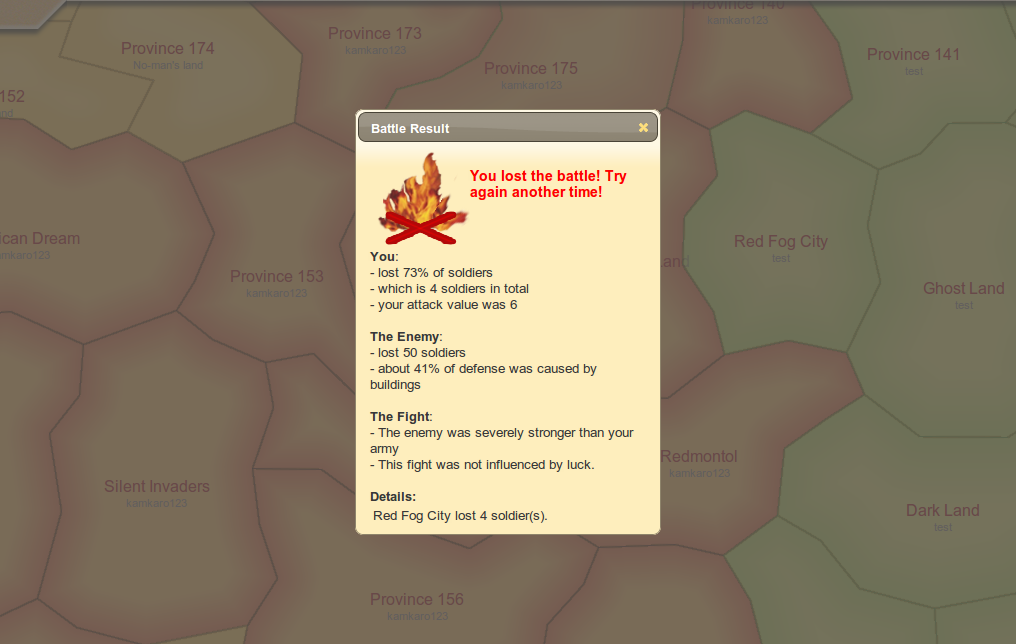 Province 140
kamkaro123
Province 173
kamkaro123
Province 174
No-man's land
Province 175
kamkaro123
Province 141
test
152
Battle Result
You lost the battle! Try
again another time!
You:
- lost 73% of soldiers
- which is 4 soldiers in total
- your attack value was 6
The Enemy:
- lost 50 soldiers
- about 41% of defense was caused by
buildings
The Fight:
- The enemy was severely stronger than your
army
- This fight was not influenced by luck.
Details:
Red Fog City lost 4 soldier(s).
ican Dream
mkaro123
Province 153
kamkaro123
and
Red Fog City
test
Ghost Land
test
Redmontol
kamkaro123
Silent Invaders
kamkaro123
Dark Land
test
Province 156
kamkaro123